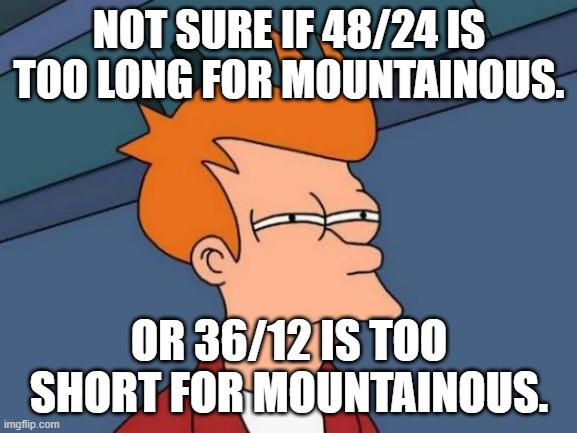 NOT SURE IF 48/24 IS
TOO LONG FOR MOUNTAINOUS.
OR 36/12 IS TOO
SHORT FOR MOUNTAINOUS.
imgflip.com